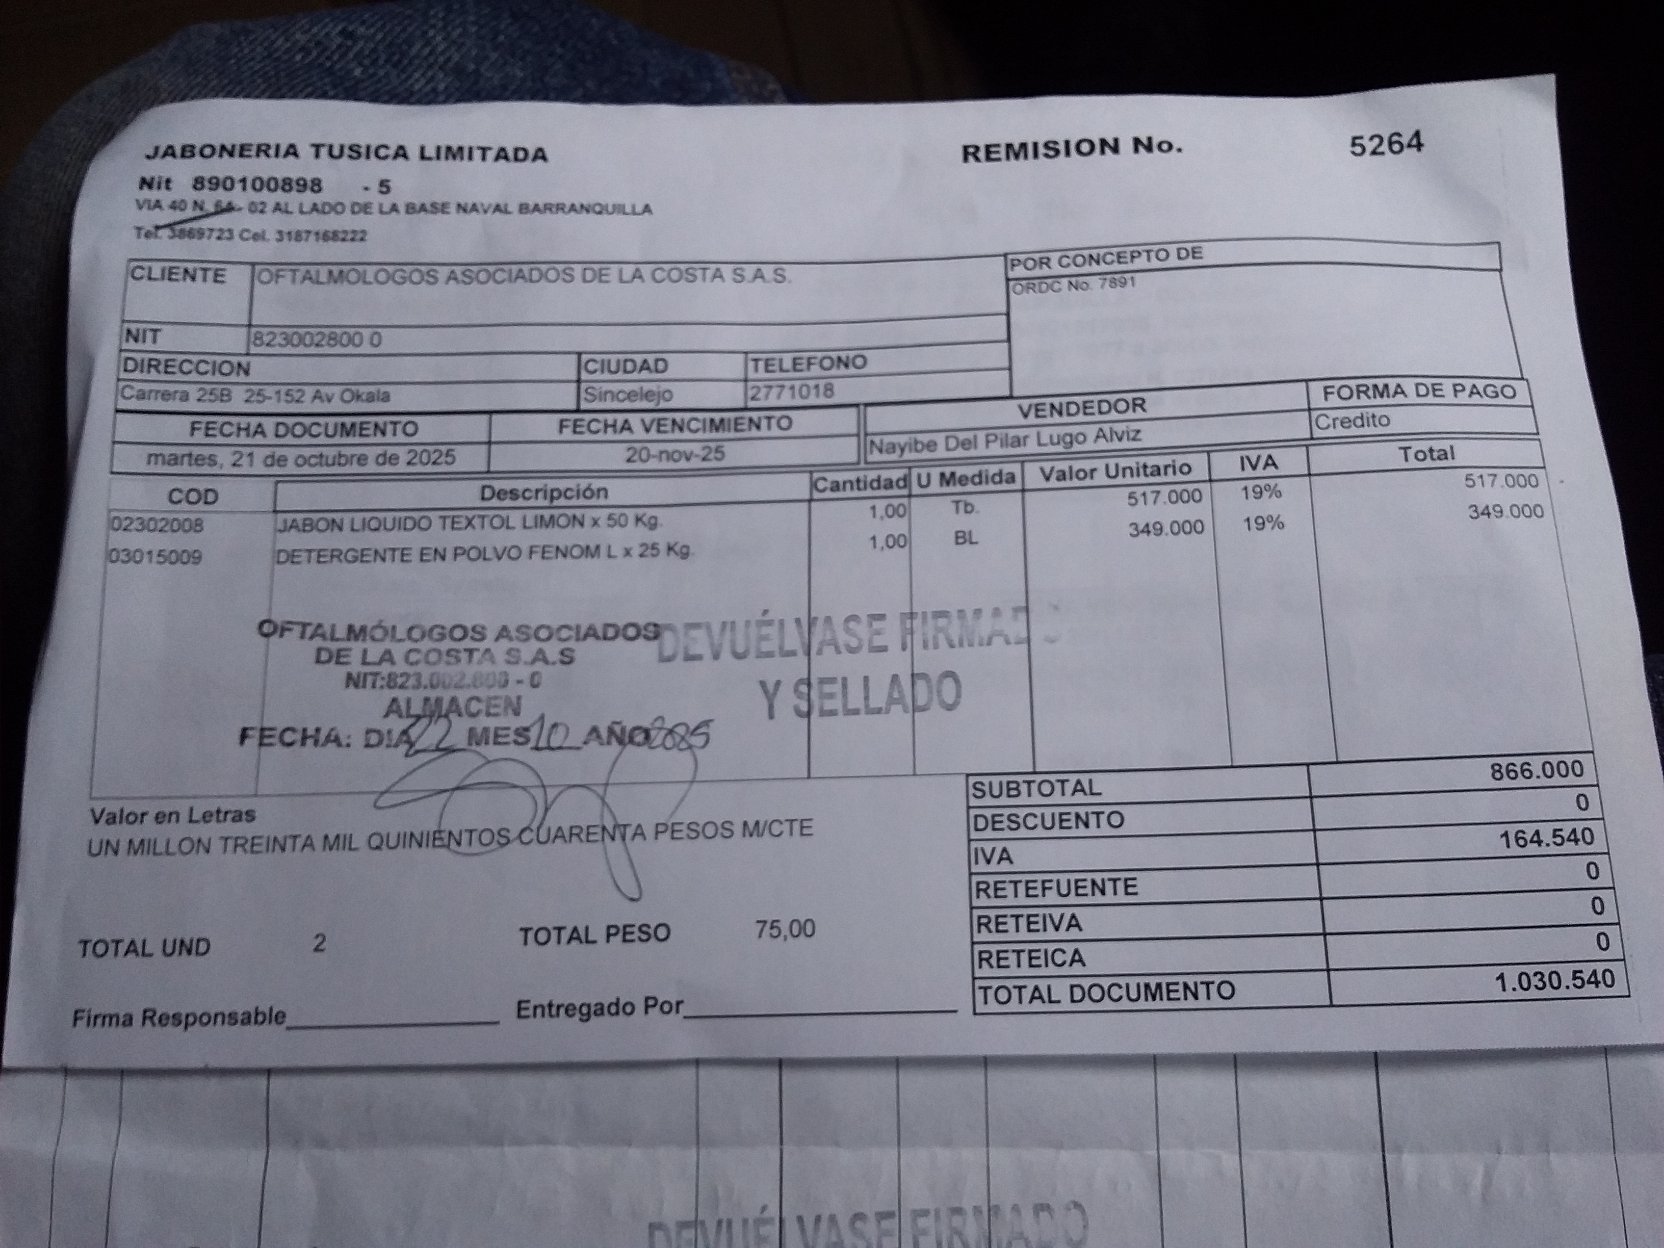 JABONERIA TUSICA LIMITADA
REMISION No. 5264
Nit 890100898 - 5
VIA 40 N. 64- 02 AL LADO DE LA BASE NAVAL BARRANQUILLA
Tel. 3869723 Cel. 3187168222
CLIENTE OFTALMOLOGOS ASOCIADOS DE LA COSTA S.A.S.
POR CONCEPTO DE
ORDC No. 7891
NIT 823002800 0
DIRECCION CIUDAD TELEFONO
Carrera 25B 25-152 Av Okala Sincelejo 2771018
FECHA DOCUMENTO FECHA VENCIMIENTO VENDEDOR FORMA DE PAGO
martes, 21 de octubre de 2025 20-nov-25 Nayibe Del Pilar Lugo Alviz Credito
COD Descripción Cantidad U Medida Valor Unitario IVA Total
02302008 JABON LIQUIDO TEXTOL LIMON x 50 Kg. 1,00 Tb. 517.000 19% 517.000
03015009 DETERGENTE EN POLVO FENOM L x 25 Kg. 1,00 BL 349.000 19% 349.000
OFTALMÓLOGOS ASOCIADOS
DE LA COSTA S.A.S
NIT:823.002.800 - 0
ALMACEN
FECHA: DIA 22 MES 10 AÑO 2025
DEVUÉLVASE FIRMADO
Y SELLADO
Valor en Letras
UN MILLON TREINTA MIL QUINIENTOS CUARENTA PESOS M/CTE
SUBTOTAL 866.000
DESCUENTO 0
IVA 164.540
RETEFUENTE 0
RETEIVA 0
RETEICA 0
TOTAL DOCUMENTO 1.030.540
TOTAL UND 2 TOTAL PESO 75,00
Firma Responsable Entregado Por
DEVUÉLVASE FIRMADO